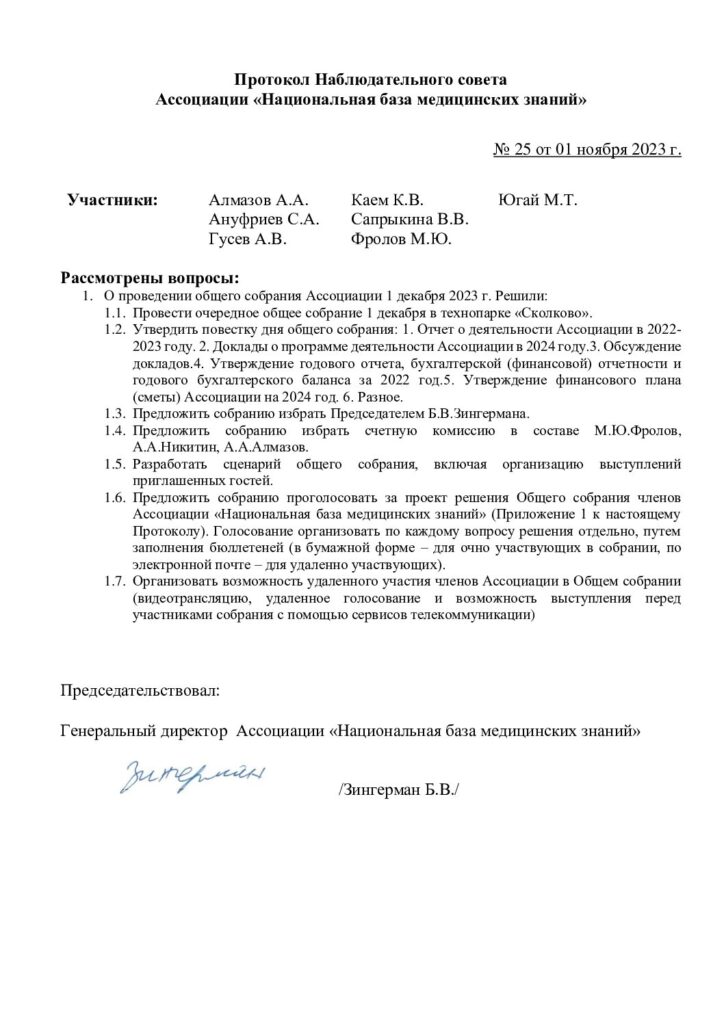 Протокол Наблюдательного совета
Ассоциации «Национальная база медицинских знаний»
№ 25 от 01 ноября 2023 г.
Участники: Алмазов А.А. Каем К.В. Югай М.Т.
Ануфриев С.А. Сапрыкина В.В.
Гусев А.В. Фролов М.Ю.
Рассмотрены вопросы:
1. О проведении общего собрания Ассоциации 1 декабря 2023 г. Решили:
1.1. Провести очередное общее собрание 1 декабря в технопарке «Сколково».
1.2. Утвердить повестку дня общего собрания: 1. Отчет о деятельности Ассоциации в 2022-
2023 году. 2. Доклады о программе деятельности Ассоциации в 2024 году.3. Обсуждение
докладов.4. Утверждение годового отчета, бухгалтерской (финансовой) отчетности и
годового бухгалтерского баланса за 2022 год.5. Утверждение финансового плана
(сметы) Ассоциации на 2024 год. 6. Разное.
1.3. Предложить собранию избрать Председателем Б.В.Зингермана.
1.4. Предложить собранию избрать счетную комиссию в составе М.Ю.Фролов,
А.А.Никитин, А.А.Алмазов.
1.5. Разработать сценарий общего собрания, включая организацию выступлений
приглашенных гостей.
1.6. Предложить собранию проголосовать за проект решения Общего собрания членов
Ассоциации «Национальная база медицинских знаний» (Приложение 1 к настоящему
Протоколу). Голосование организовать по каждому вопросу решения отдельно, путем
заполнения бюллетеней (в бумажной форме – для очно участвующих в собрании, по
электронной почте – для удаленно участвующих).
1.7. Организовать возможность удаленного участия членов Ассоциации в Общем собрании
(видеотрансляцию, удаленное голосование и возможность выступления перед
участниками собрания с помощью сервисов телекоммуникации)
Председательствовал:
Генеральный директор Ассоциации «Национальная база медицинских знаний»
Зингерман
/Зингерман Б.В./